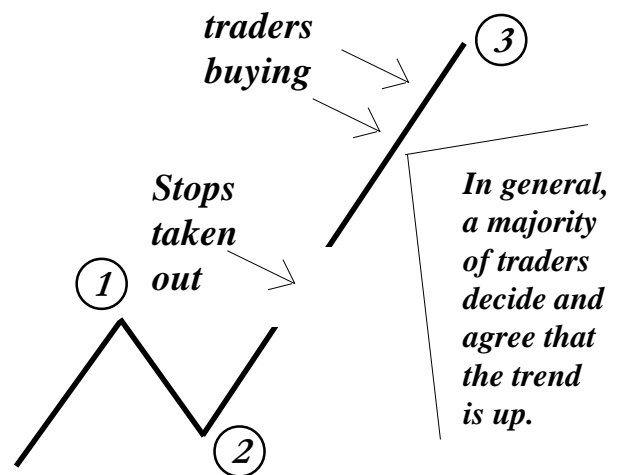 traders
buying
3
Stops
taken
out
1
2
In general,
a majority
of traders
decide and
agree that
the trend
is up.